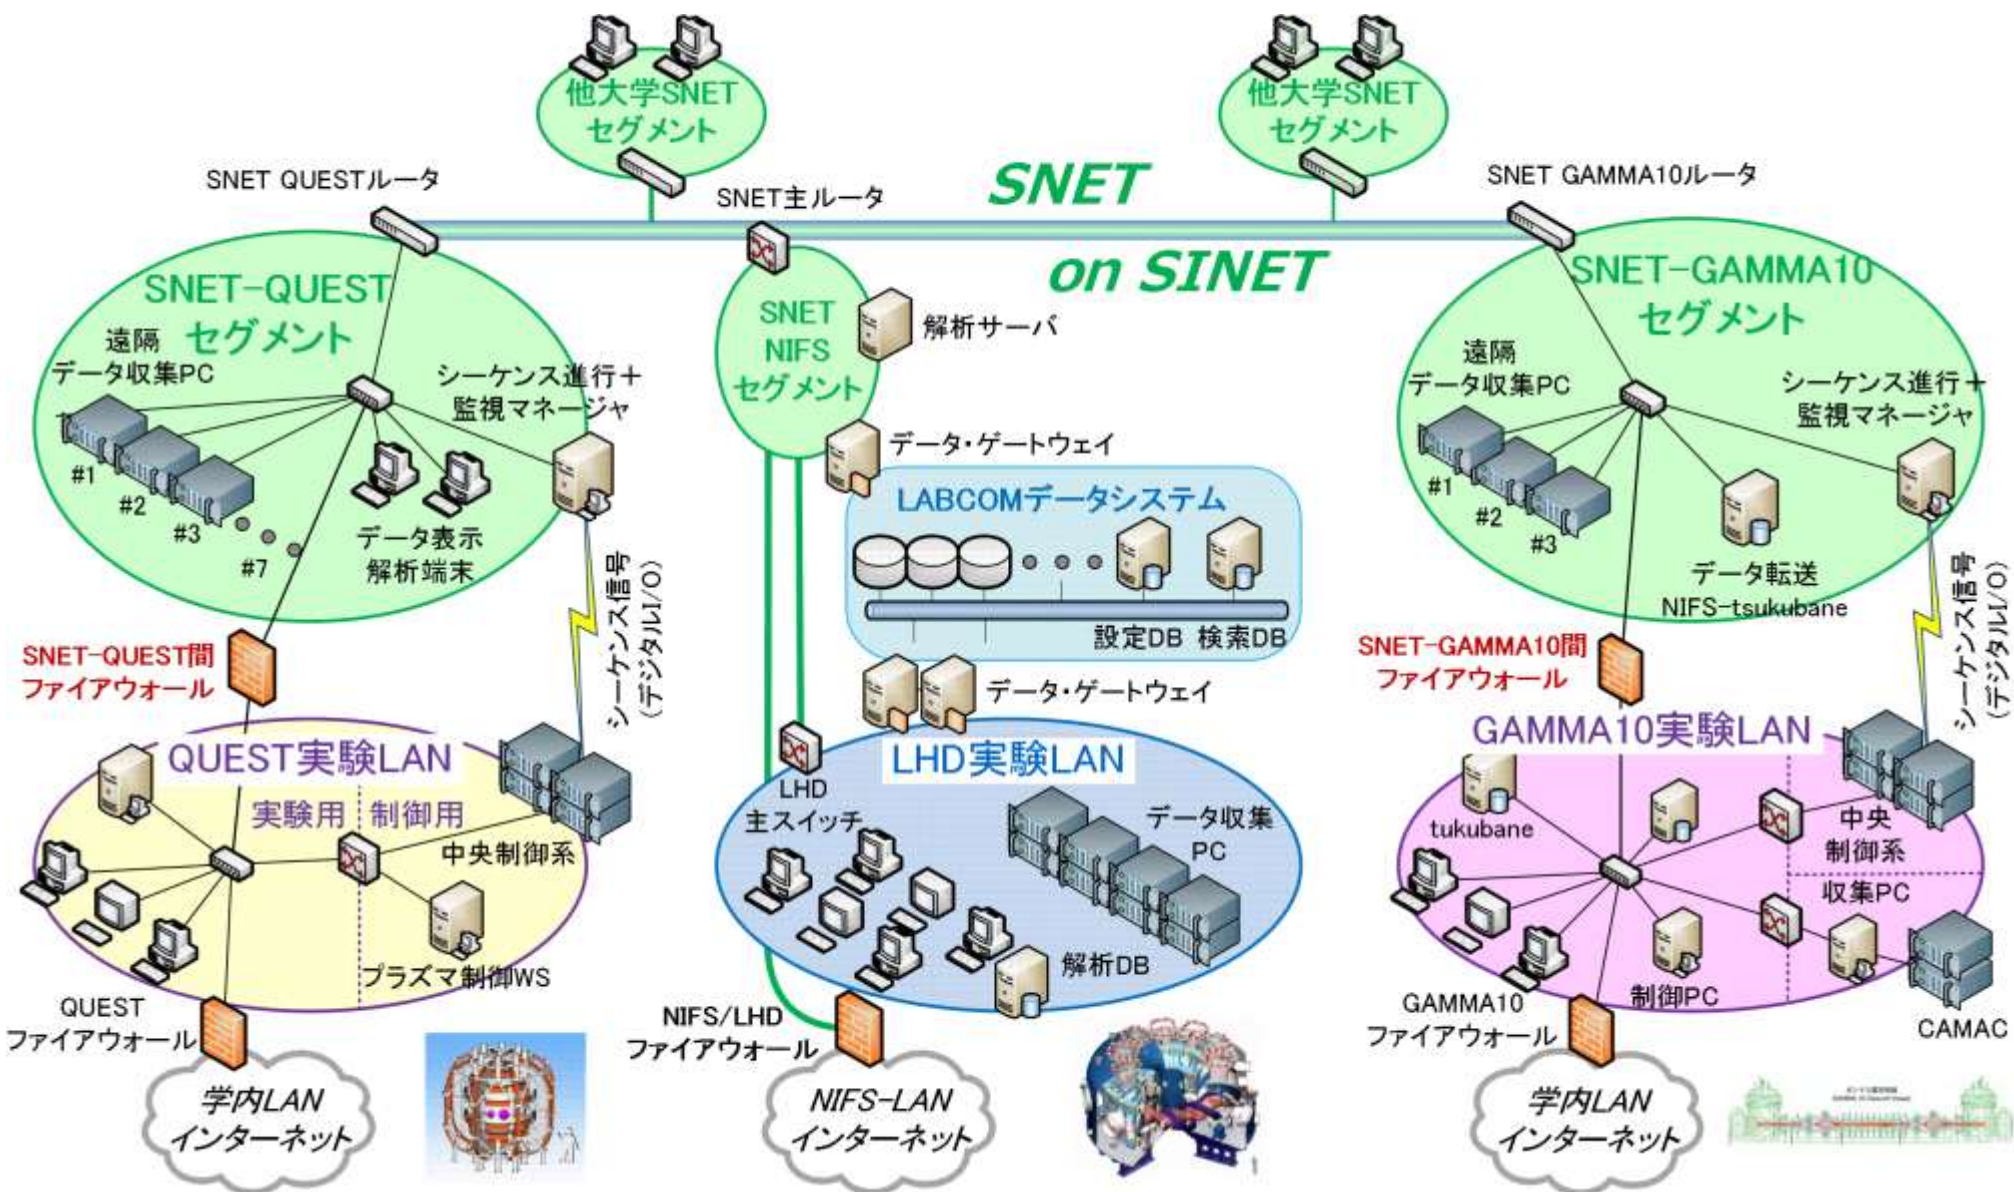 他大学SNET
セグメント
他大学SNET
セグメント
SNET QUESTルータ
SNET主ルータ
SNET
on SINET
SNET GAMMA10ルータ
SNET-QUEST
セグメント
遠隔
データ収集PC
#1
#2
#3
#7
シーケンス進行+
監視マネージャ
データ表示
解析端末
シーケンス信号
(デジタルI/O)
SNET-QUEST間
ファイアウォール
QUEST実験LAN
実験用
制御用
中央制御系
プラズマ制御WS
QUEST
ファイアウォール
学内LAN
インターネット
SNET
NIFS
セグメント
解析サーバ
データ・ゲートウェイ
LABCOMデータシステム
設定DB
検索DB
データ・ゲートウェイ
LHD実験LAN
LHD
主スイッチ
データ収集
PC
解析DB
NIFS/LHD
ファイアウォール
NIFS-LAN
インターネット
SNET-GAMMA10
セグメント
遠隔
データ収集PC
#1
#2
#3
シーケンス進行+
監視マネージャ
データ転送
NIFS-tsukubane
シーケンス信号
(デジタルI/O)
SNET-GAMMA10間
ファイアウォール
GAMMA10実験LAN
tukubane
中央
制御系
収集PC
制御PC
CAMAC
GAMMA10
ファイアウォール
学内LAN
インターネット